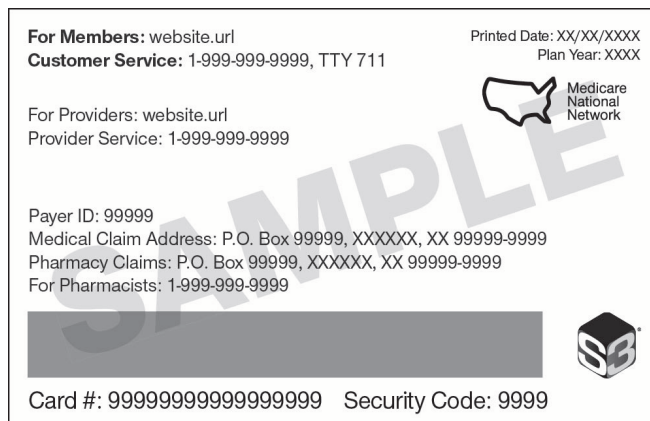 For Members: website.url
Customer Service: 1-999-999-9999, TTY 711
Printed Date: XX/XX/XXXX
Plan Year: XXXX
Medicare
National
Network
For Providers: website.url
Provider Service: 1-999-999-9999
SAMPLE
Payer ID: 99999
Medical Claim Address: P.O. Box 99999, XXXXXX, XX 99999-9999
Pharmacy Claims: P.O. Box 99999, XXXXXX, XX 99999-9999
For Pharmacists: 1-999-999-9999
S3
Card #: 99999999999999999 Security Code: 9999